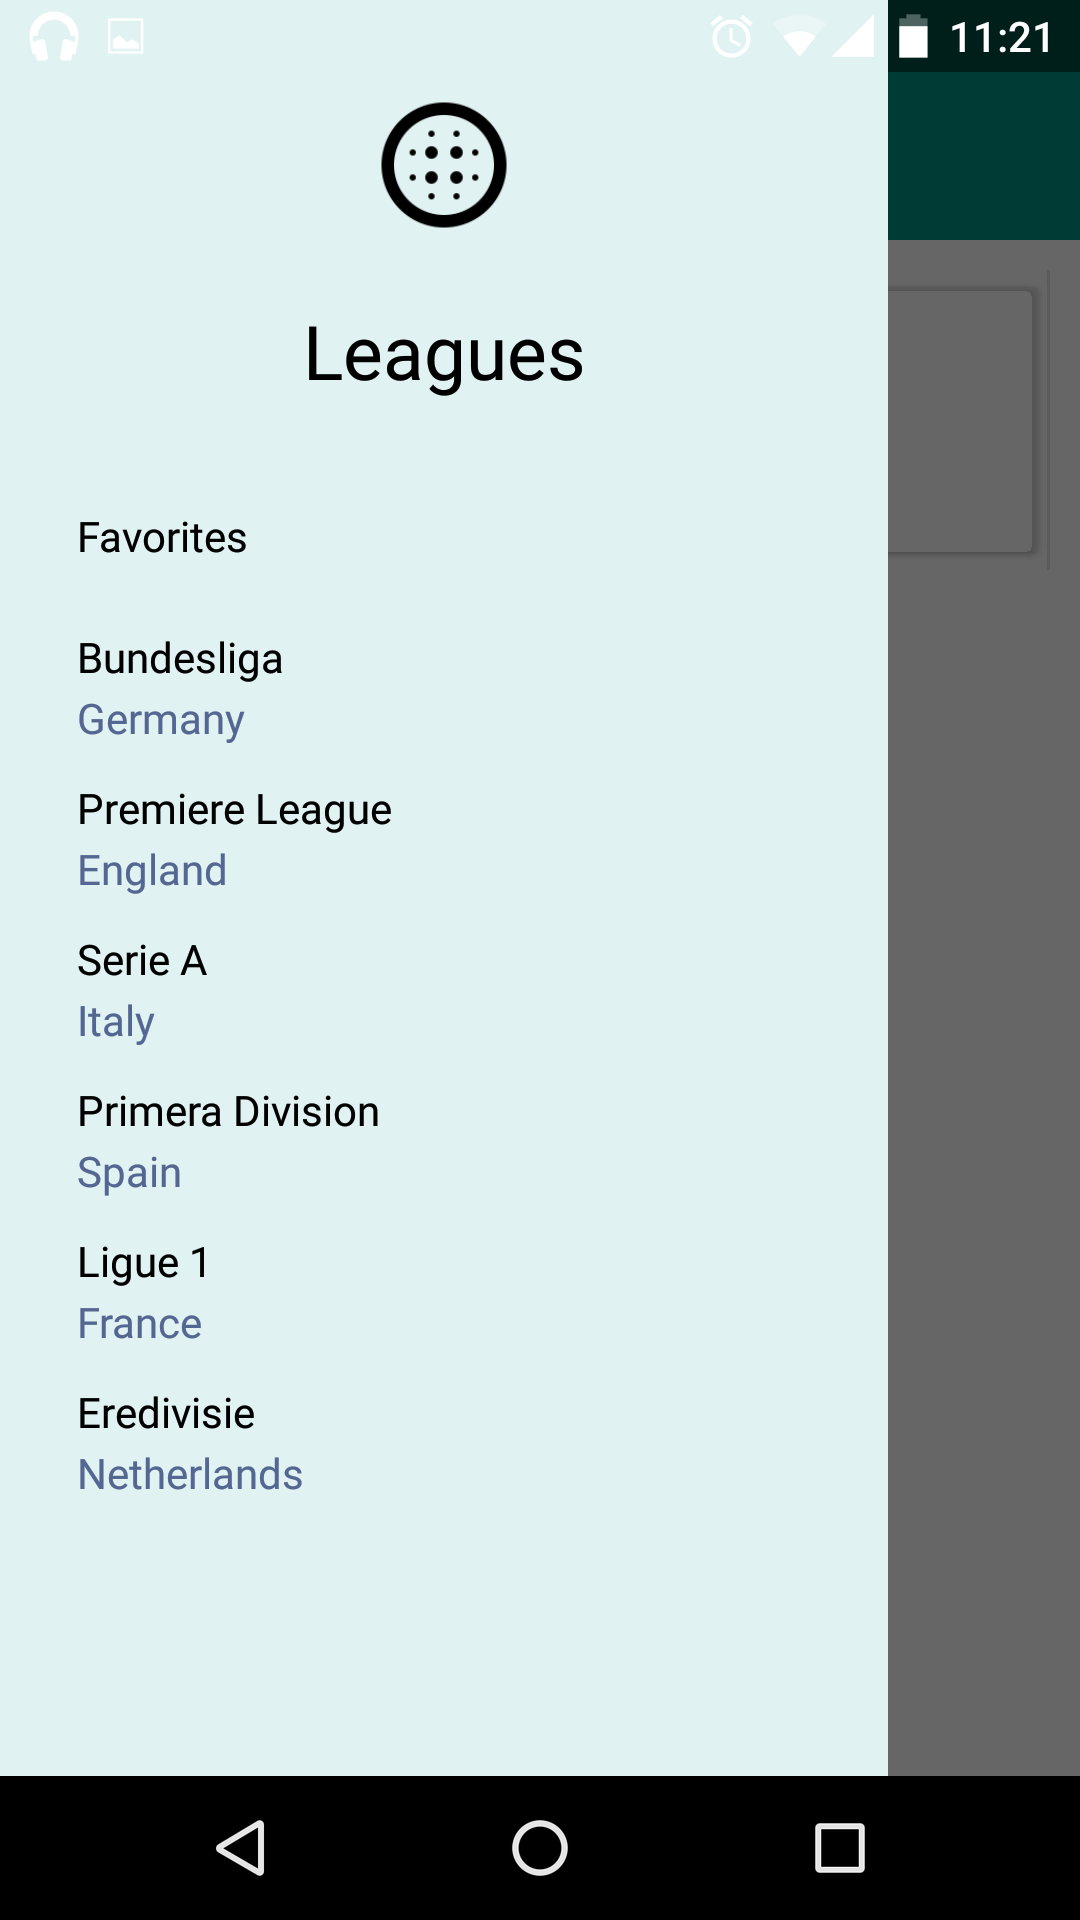 11:21
Leagues
Favorites
Bundesliga
Germany
Premiere League
England
Serie A
Italy
Primera Division
Spain
Ligue 1
France
Eredivisie
Netherlands